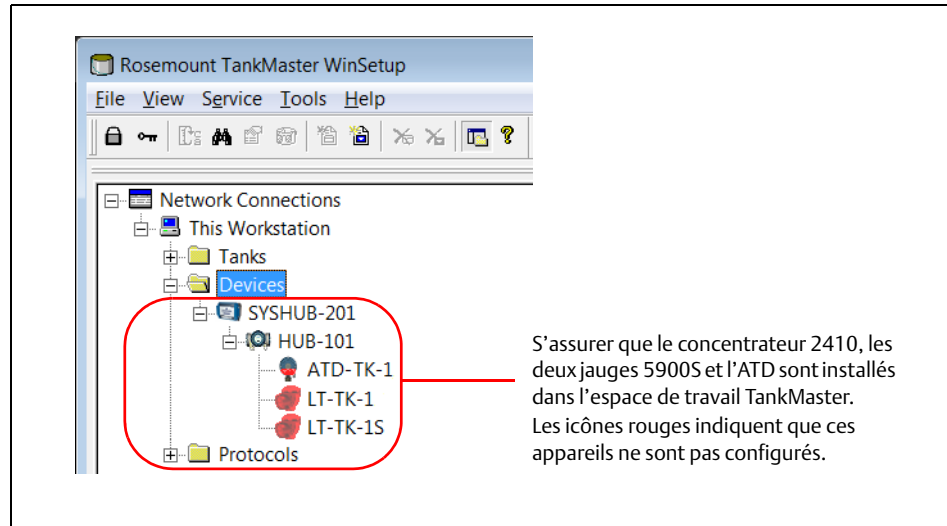 Rosemount TankMaster WinSetup
File View Service Tools Help
Network Connections
This Workstation
Tanks
Devices
SYSHUB-201
HUB-101
ATD-TK-1
LT-TK-1
LT-TK-1S
Protocols
S’assurer que le concentrateur 2410, les
deux jauges 5900S et l’ATD sont installés
dans l’espace de travail TankMaster.
Les icônes rouges indiquent que ces
appareils ne sont pas configurés.